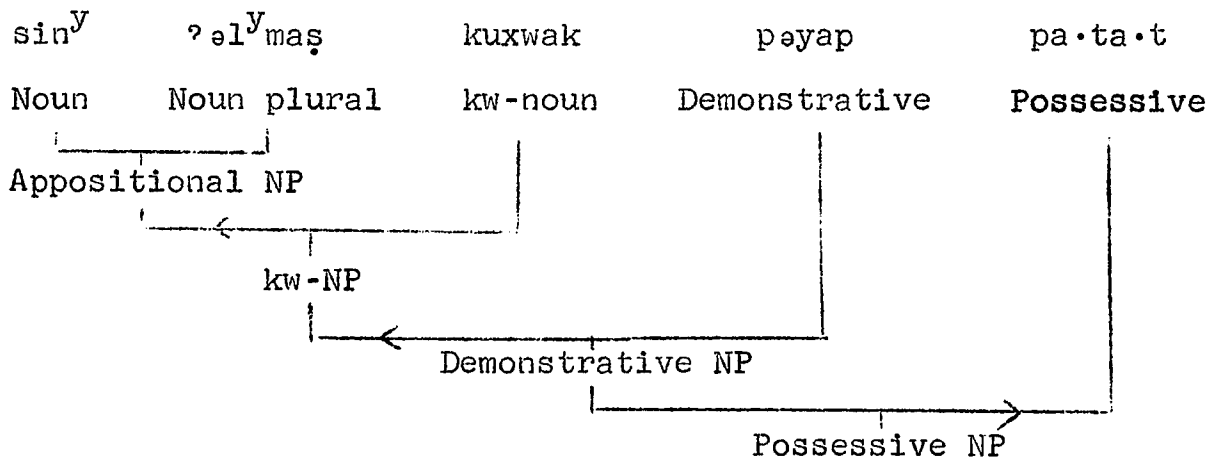 sinʸ ˀəlʸmaṣ kuxwak pəyap pa·ta·t
Noun Noun plural kw-noun Demonstrative Possessive
Appositional NP
kw-NP
Demonstrative NP
Possessive NP